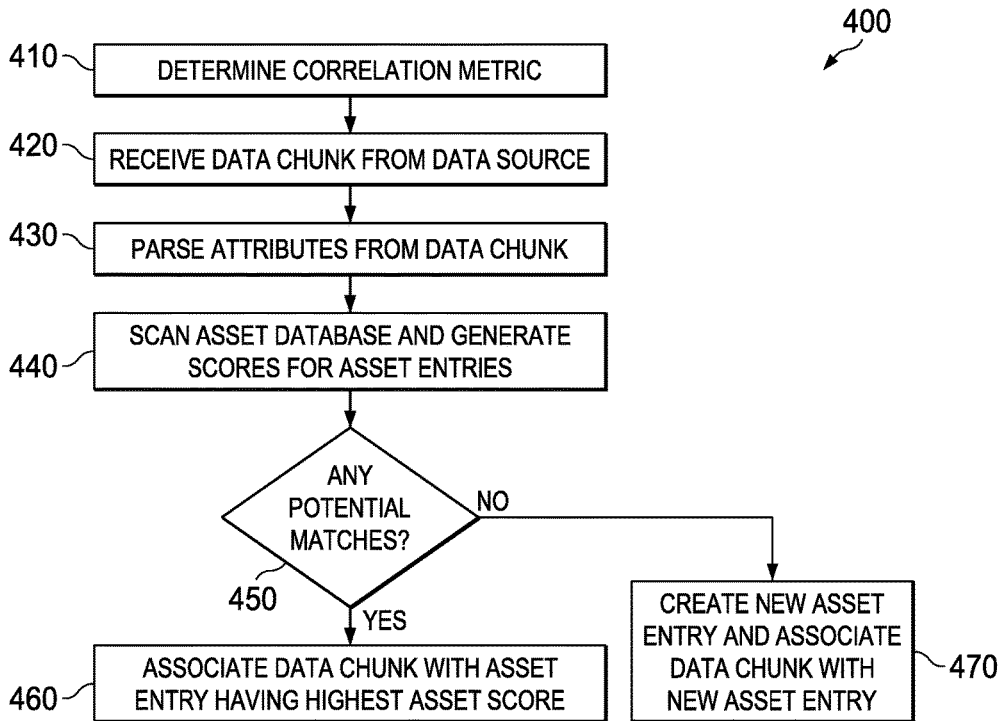 400
410
DETERMINE CORRELATION METRIC
420
RECEIVE DATA CHUNK FROM DATA SOURCE
430
PARSE ATTRIBUTES FROM DATA CHUNK
440
SCAN ASSET DATABASE AND GENERATE
SCORES FOR ASSET ENTRIES
ANY
POTENTIAL
MATCHES?
450
NO
YES
460
ASSOCIATE DATA CHUNK WITH ASSET
ENTRY HAVING HIGHEST ASSET SCORE
CREATE NEW ASSET
ENTRY AND ASSOCIATE
DATA CHUNK WITH
NEW ASSET ENTRY
470